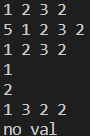 1 2 3 2
5 1 2 3 2
1 2 3 2
1
2
1 3 2 2
no val